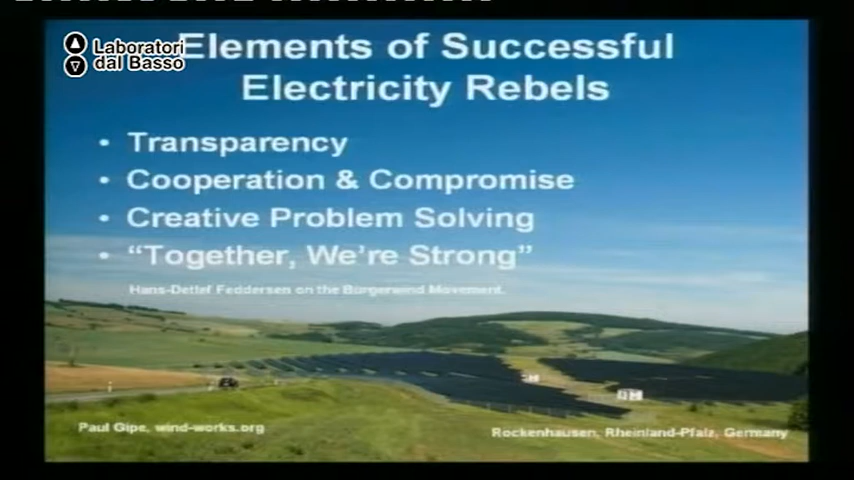 Laboratori
dal Basso
Elements of Successful
Electricity Rebels
• Transparency
• Cooperation & Compromise
• Creative Problem Solving
• “Together, We’re Strong”
Hans-Detlef Feddersen on the Burgerwind Movement.
Paul Gipe, wind-works.org
Rockenhausen, Rheinland-Pfalz, Germany